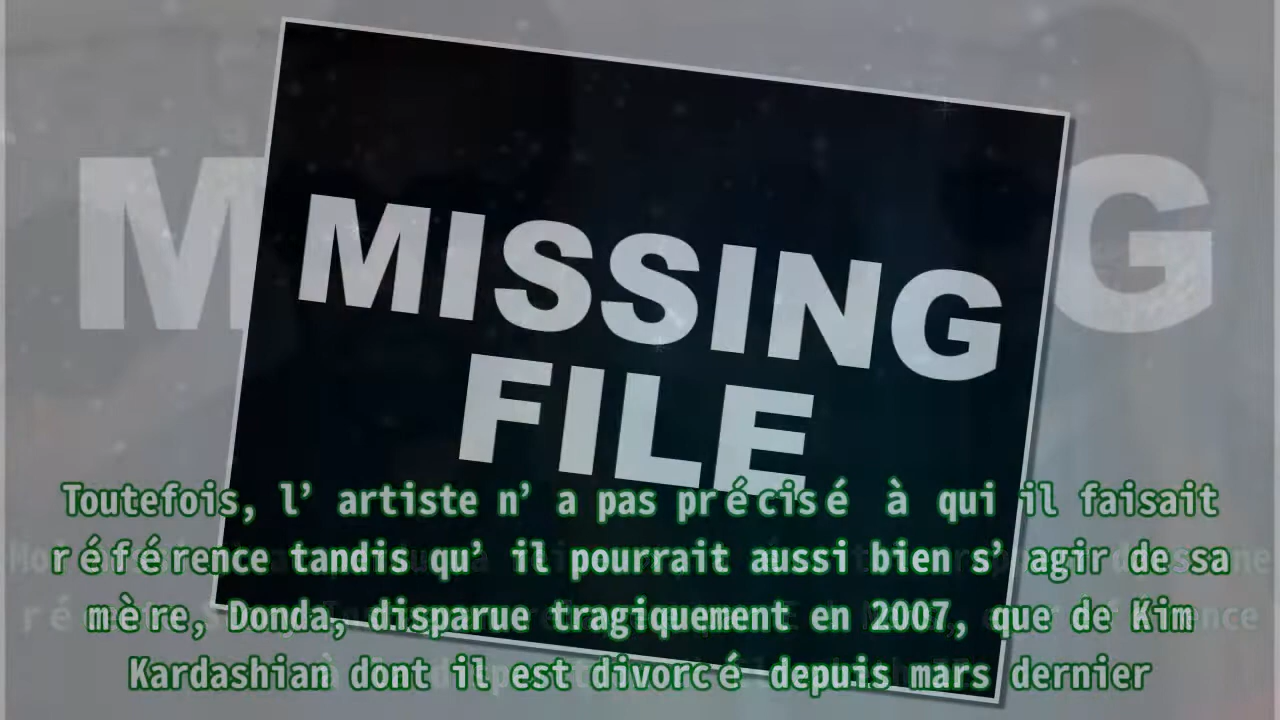 M G
MISSING
FILE
Toutefois, l’ artiste n’ a pas précisé à qui il faisait
référence tandis qu’ il pourrait aussi bien s’ agir de sa
mère, Donda, disparue tragiquement en 2007, que de Kim
Kardashian dont il est divorcé depuis mars dernier